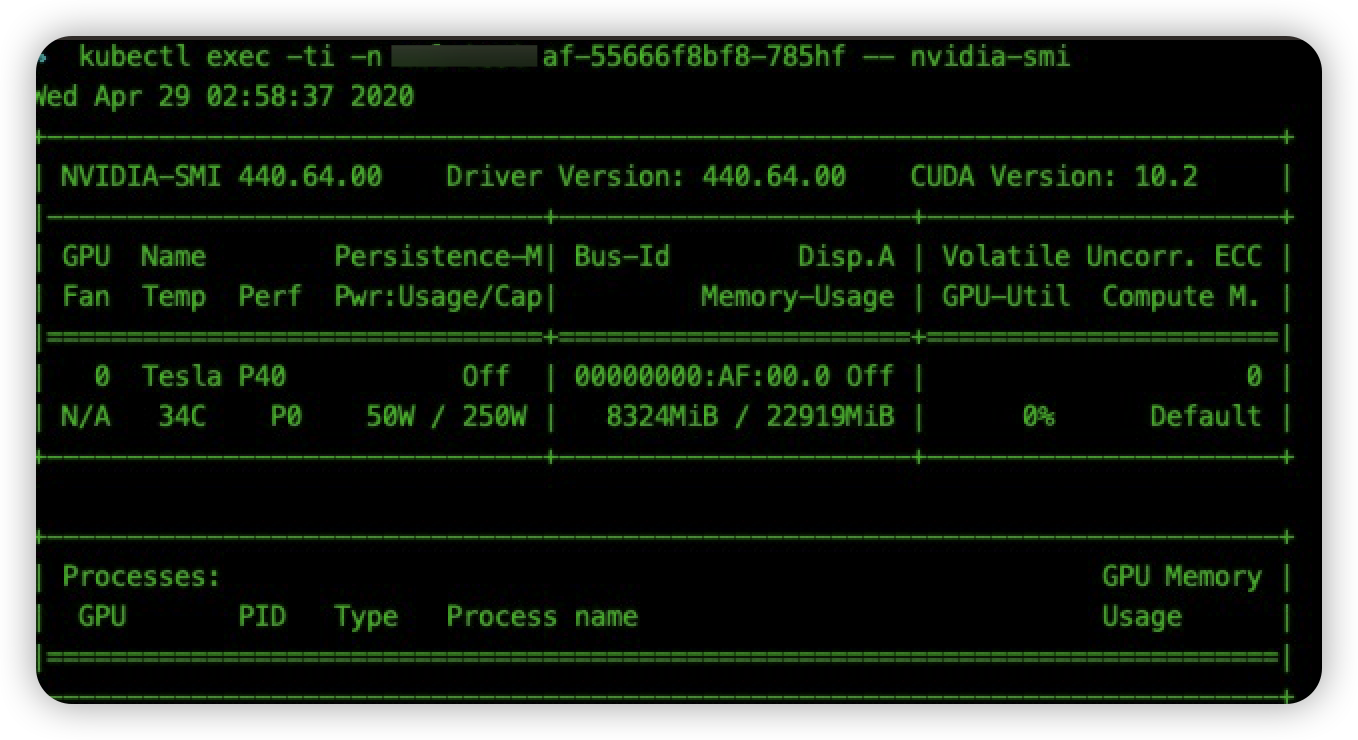 kubectl exec -ti -n af-55666f8bf8-785hf -- nvidia-smi
Wed Apr 29 02:58:37 2020
+-----------------------------------------------------------------------------+
| NVIDIA-SMI 440.64.00    Driver Version: 440.64.00    CUDA Version: 10.2     |
|-------------------------------+----------------------+----------------------+
| GPU  Name        Persistence-M| Bus-Id        Disp.A | Volatile Uncorr. ECC |
| Fan  Temp  Perf  Pwr:Usage/Cap|         Memory-Usage | GPU-Util  Compute M. |
|===============================+======================+======================|
|   0  Tesla P40           Off  | 00000000:AF:00.0 Off |                    0 |
| N/A   34C    P0    50W / 250W |   8324MiB / 22919MiB |      0%      Default |
+-------------------------------+----------------------+----------------------+
+-----------------------------------------------------------------------------+
| Processes:                                                       GPU Memory |
|  GPU       PID   Type   Process name                             Usage      |
|=============================================================================|
+-----------------------------------------------------------------------------+